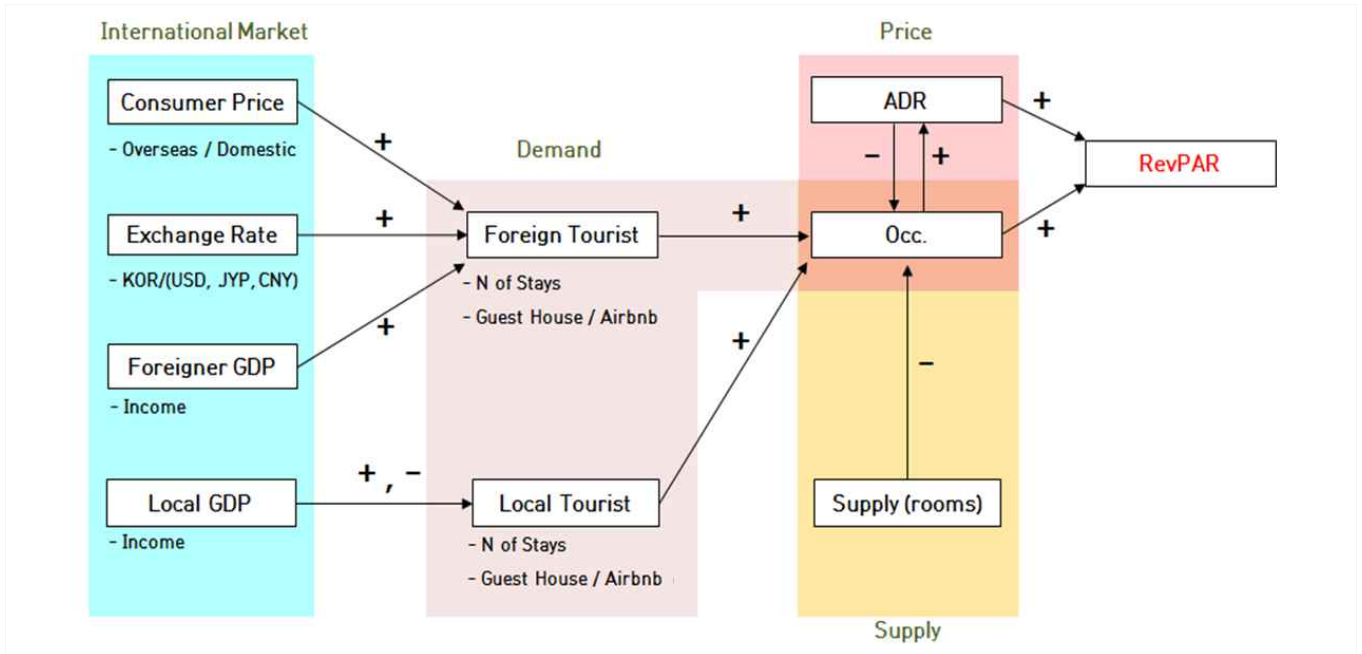 International Market
Price
Consumer Price
- Overseas / Domestic
+
Demand
ADR
+
- 
+
RevPAR
Exchange Rate
- KOR/(USD, JYP, CNY)
+
Foreign Tourist
- N of Stays
- Guest House / Airbnb
+
Occ.
+
Foreigner GDP
- Income
+
+
-
Local GDP
- Income
+ , -
Local Tourist
- N of Stays
- Guest House / Airbnb
Supply (rooms)
Supply